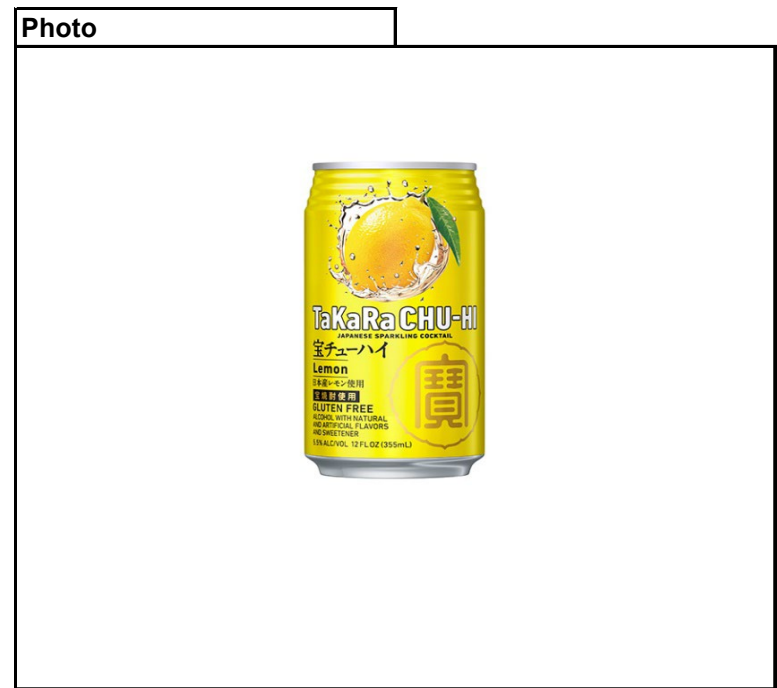 Photo
TaKaRa CHU-HI
JAPANESE SPARKLING COCKTAIL
宝チューハイ
Lemon
日本産レモン使用
宝焼酎使用
寶
GLUTEN FREE
ALCOHOL WITH NATURAL
AND ARTIFICIAL FLAVORS
AND SWEETENER
5.5% ALC/VOL 12 FL OZ (355mL)